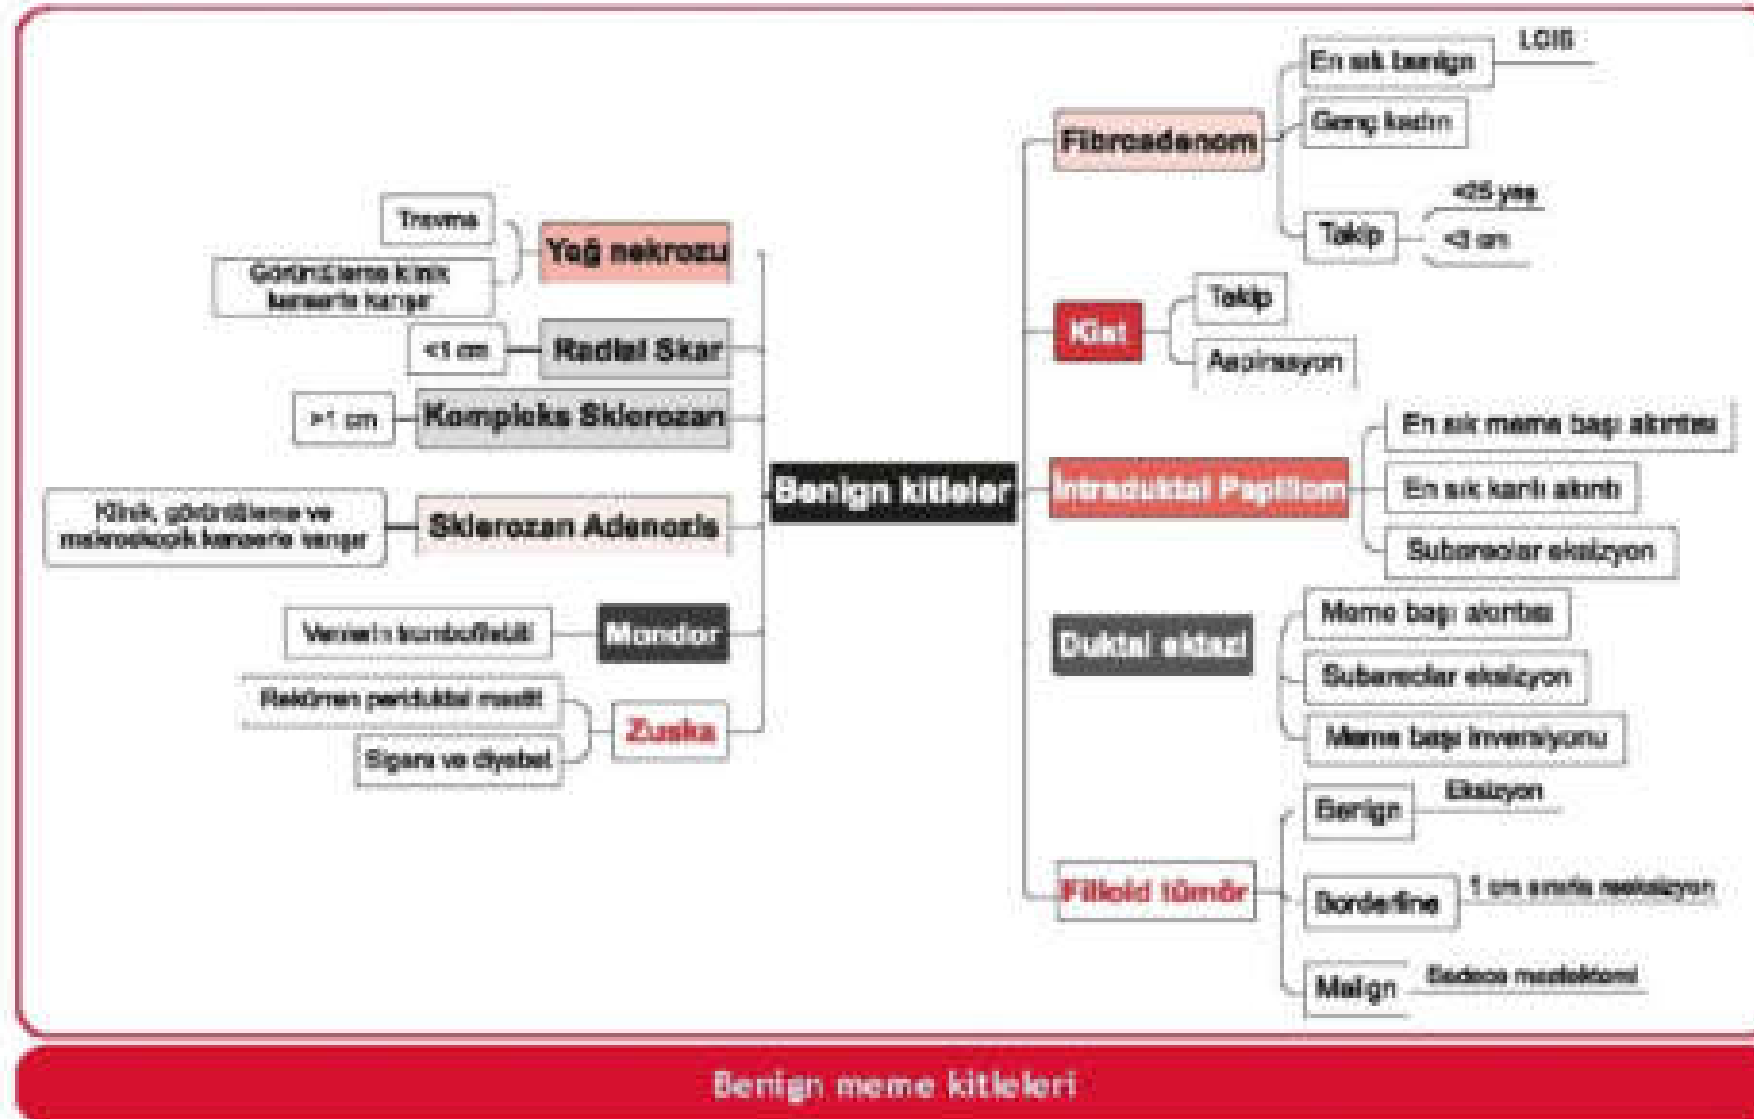 Benign kitleler
Fibroadenom
En sık benign
LCIS
Genç kadın
Takip
<25 yaş
<3 cm
Kist
Takip
Aspirasyon
İntraduktal Papillom
En sık meme başı akıntısı
En sık kanlı akıntı
Subareolar eksizyon
Duktal ektazi
Meme başı akıntısı
Subareolar eksizyon
Meme başı inversiyonu
Filloid tümör
Benign
Eksizyon
Borderline
1 cm sınırla reeksizyon
Malign
Sadece mastektomi
Yağ nekrozu
Travma
Görüntüleme klinik
kanserle karışır
Radial Skar
<1 cm
Kompleks Sklerozan
>1 cm
Sklerozan Adenozis
Klinik, görüntüleme ve
makroskopik kanserle karışır
Mondor
Venlerin tromboflebiti
Zuska
Rekürren periduktal mastit
Sigara ve diyabet
Benign meme kitleleri